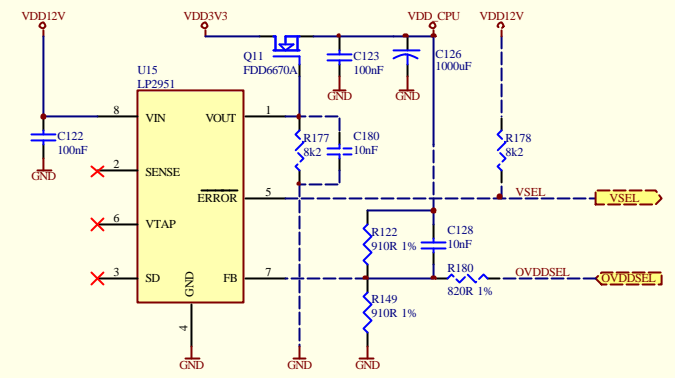 VDD12V
VDD3V3
VDD_CPU
VDD12V
Q11
FDD6670A
C123
100nF
C126
1000uF
GND
GND
U15
LP2951
8
VIN
VOUT
1
C122
100nF
GND
R177
8k2
C180
10nF
R178
8k2
2
SENSE
ERROR
5
VSEL
VSEL
6
VTAP
R122
910R 1%
C128
10nF
3
SD
GND
FB
7
R180
820R 1%
OVDDSEL
OVDDSEL
R149
910R 1%
4
GND
GND
GND